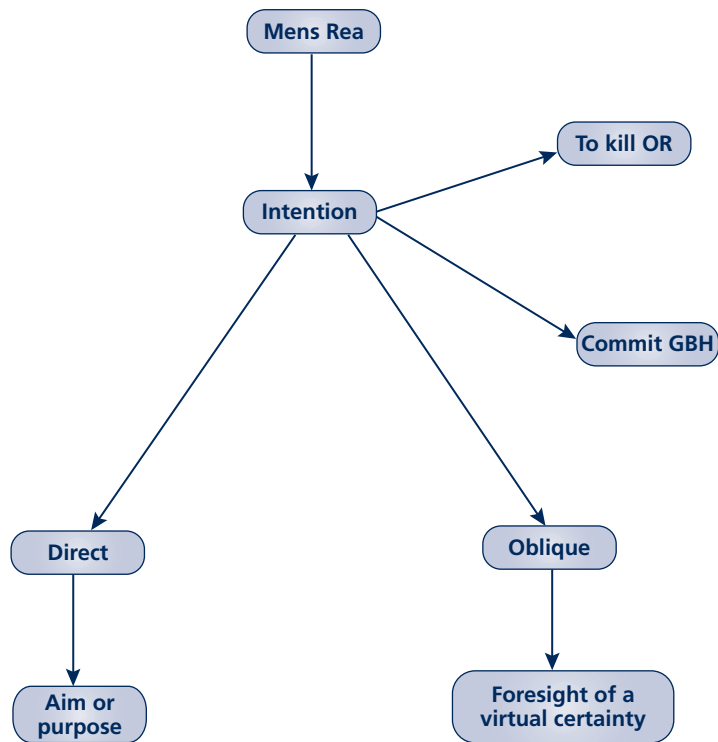 Mens Rea
To kill OR
Intention
Commit GBH
Direct
Oblique
Aim or
purpose
Foresight of a
virtual certainty